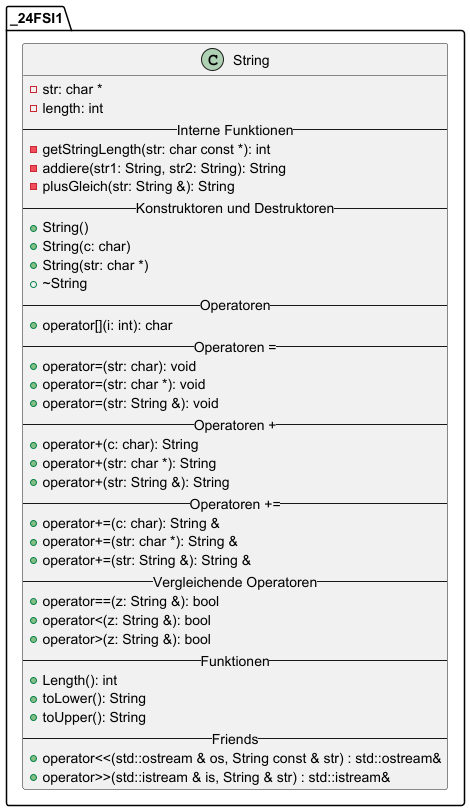 _24FSI1
C String
str: char *
length: int
Interne Funktionen
getStringLength(str: char const *): int
addiere(str1: String, str2: String): String
plusGleich(str: String &): String
Konstruktoren und Destruktoren
String()
String(c: char)
String(str: char *)
~String
Operatoren
operator[](i: int): char
Operatoren =
operator=(str: char): void
operator=(str: char *): void
operator=(str: String &): void
Operatoren +
operator+(c: char): String
operator+(str: char *): String
operator+(str: String &): String
Operatoren +=
operator+=(c: char): String &
operator+=(str: char *): String &
operator+=(str: String &): String &
Vergleichende Operatoren
operator==(z: String &): bool
operator<(z: String &): bool
operator>(z: String &): bool
Funktionen
Length(): int
toLower(): String
toUpper(): String
Friends
operator<<(std::ostream & os, String const & str) : std::ostream&
operator>>(std::istream & is, String & str) : std::istream&